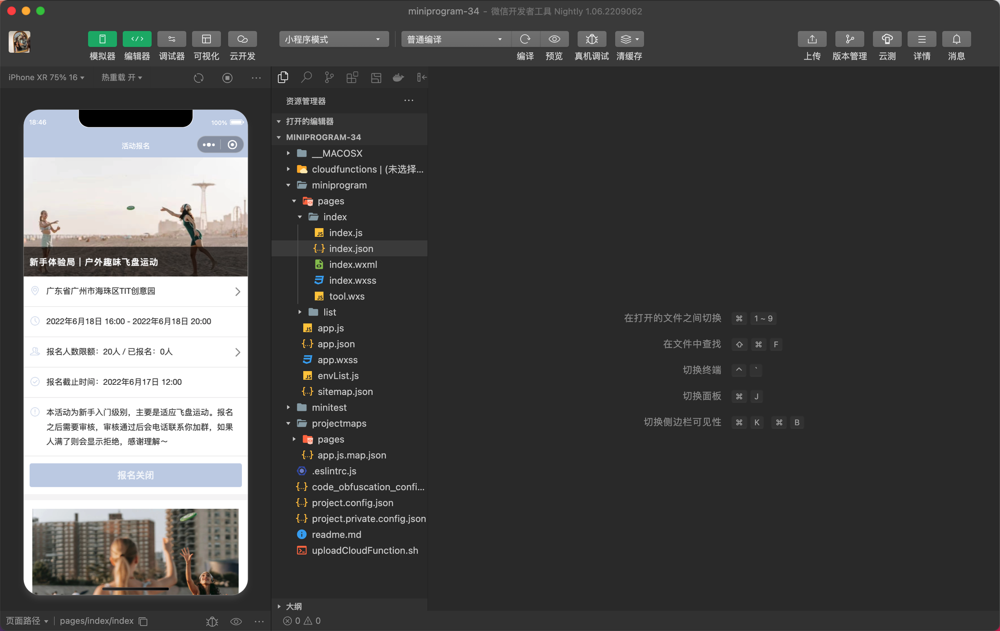 miniprogram-34 - 微信开发者工具 Nightly 1.06.2209062
模拟器 编辑器 调试器 可视化 云开发
小程序模式
普通编译
编译 预览 真机调试 清缓存
上传 版本管理 云测 详情 消息
iPhone XR 75% 16
热重载 开
18:46
100%
活动报名
新手体验局 | 户外趣味飞盘运动
广东省广州市海珠区TIT创意园
2022年6月18日 16:00 - 2022年6月18日 20:00
报名人数限额：20人 / 已报名：0人
报名截止时间：2022年6月17日 12:00
本活动为新手入门级别，主要是适应飞盘运动。报名
之后需要审核，审核通过后会电话联系你加群，如果
人满了则会显示拒绝，感谢理解～
报名关闭
页面路径
pages/index/index
资源管理器
打开的编辑器
MINIPROGRAM-34
__MACOSX
cloudfunctions | (未选择...
miniprogram
pages
index
index.js
index.json
index.wxml
index.wxss
tool.wxs
list
app.js
app.json
app.wxss
envList.js
sitemap.json
minitest
projectmaps
pages
app.js.map.json
.eslintrc.js
code_obfuscation_confi...
project.config.json
project.private.config.json
readme.md
uploadCloudFunction.sh
大纲
0 0
在打开的文件之间切换 ⌘ 1 ~ 9
在文件中查找 ⇧ ⌘ F
切换终端 ^ `
切换面板 ⌘ J
切换侧边栏可见性 ⌘ K ⌘ B